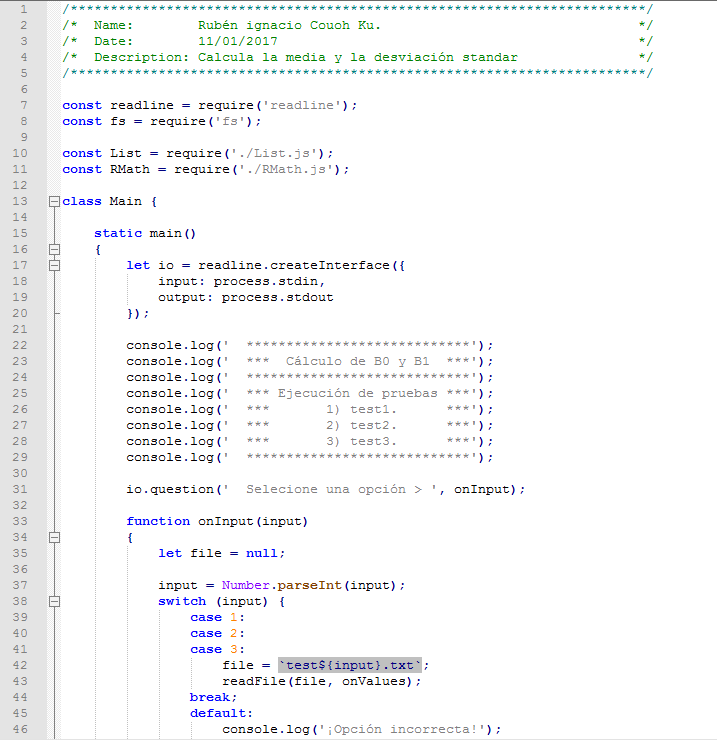 1 /************************************************************************/
2 /*  Name:        Rubén ignacio Couoh Ku.                                */
3 /*  Date:        11/01/2017                                             */
4 /*  Description: Calcula la media y la desviación standar               */
5 /************************************************************************/
6
7 const readline = require('readline');
8 const fs = require('fs');
9
10 const List = require('./List.js');
11 const RMath = require('./RMath.js');
12
13 class Main {
14
15     static main()
16     {
17         let io = readline.createInterface({
18             input: process.stdin,
19             output: process.stdout
20         });
21
22         console.log('  ****************************');
23         console.log('  ***  Cálculo de B0 y B1  ***');
24         console.log('  ****************************');
25         console.log('  *** Ejecución de pruebas ***');
26         console.log('  ***       1) test1.      ***');
27         console.log('  ***       2) test2.      ***');
28         console.log('  ***       3) test3.      ***');
29         console.log('  ****************************');
30
31         io.question('  Selecione una opción > ', onInput);
32
33         function onInput(input)
34         {
35             let file = null;
36
37             input = Number.parseInt(input);
38             switch (input) {
39                 case 1:
40                 case 2:
41                 case 3:
42                     file = `test${input}.txt`;
43                     readFile(file, onValues);
44                 break;
45                 default:
46                     console.log('¡Opción incorrecta!');